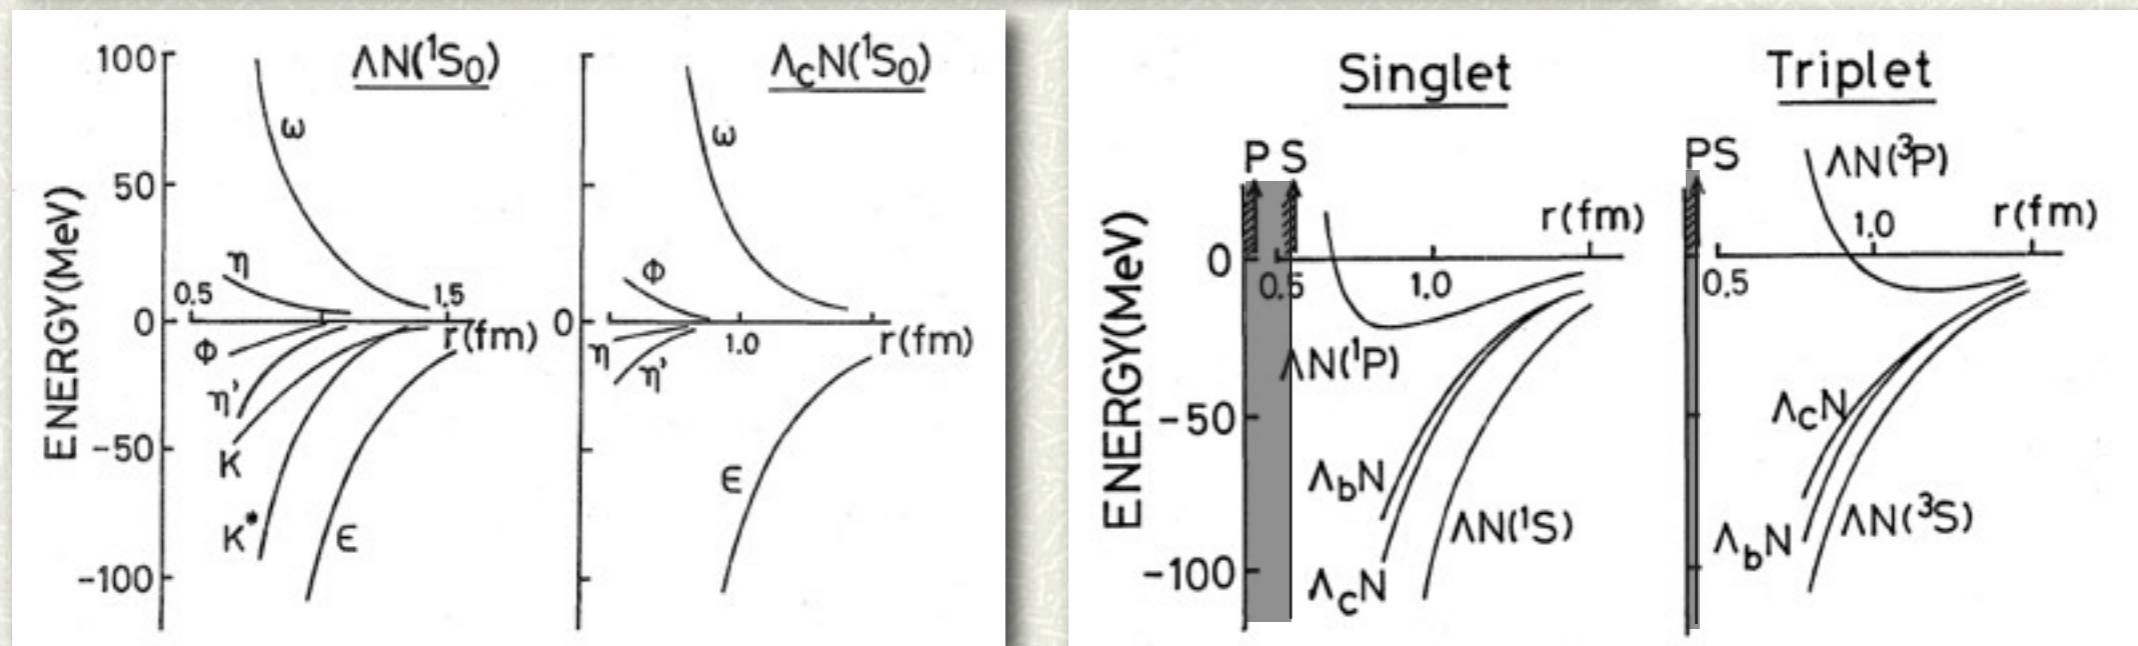 ENERGY(MeV)
100
50
0
-50
-100
ΛN(¹S₀)
ω
η
0.5
1.5
r(fm)
Φ
η'
K
K*
ϵ
ΛcN(¹S₀)
ω
Φ
0
η
η'
1.0
r(fm)
ϵ
Singlet
P S
ENERGY(MeV)
r(fm)
0
0.5
1.0
ΛN(¹P)
-50
ΛbN
ΛN(¹S)
-100
ΛcN
Triplet
PS
ΛN(³P)
1.0
r(fm)
0.5
ΛcN
ΛbN
ΛN(³S)